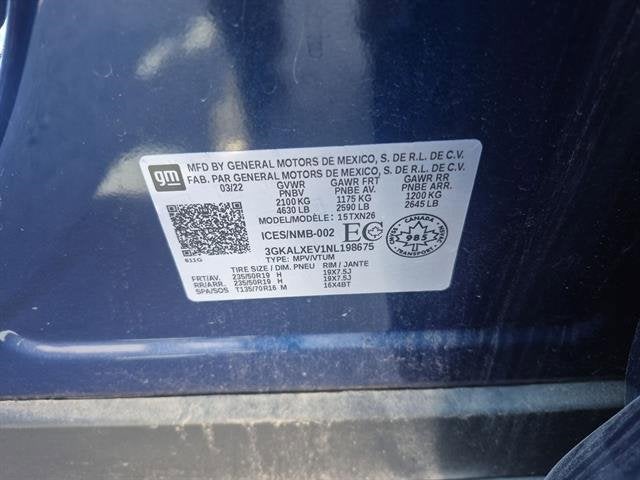 gm
MFD BY GENERAL MOTORS DE MEXICO, S. DE R.L. DE C.V.
FAB. PAR GENERAL MOTORS DE MEXICO, S. DE R.L. DE C.V.
03/22 GVWR GAWR FRT GAWR RR
PNBV PNBE AV. PNBE ARR.
2100 KG 1175 KG 1200 KG
4630 LB 2590 LB 2645 LB
MODEL/MODÈLE: 15TXN26
ICES/NMB-002 EC CANADA 985
3GKALXEV1NL198675
611G TYPE: MPV/VTUM
TIRE SIZE / DIM. PNEU RIM / JANTE
FRT/AV. 235/50R19 H 19X7.5J
RR/ARR. 235/50R19 H 19X7.5J
SPA/SOS T135/70R16 M 16X4BT